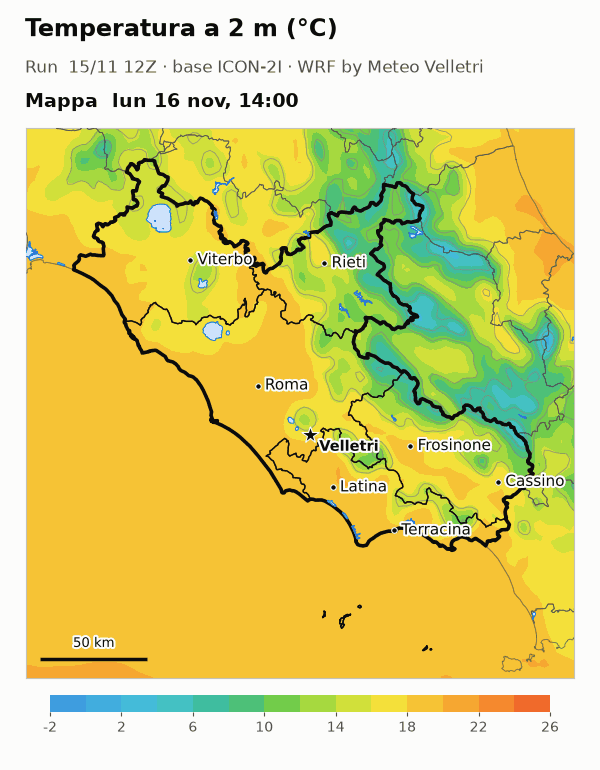 Temperatura a 2 m (°C)
Run  15/11 12Z · base ICON-2I · WRF by Meteo Velletri
Mappa  lun 16 nov, 14:00
Viterbo
Rieti
Roma
Velletri
Frosinone
Latina
Cassino
Terracina
50 km
-2 2 6 10 14 18 22 26